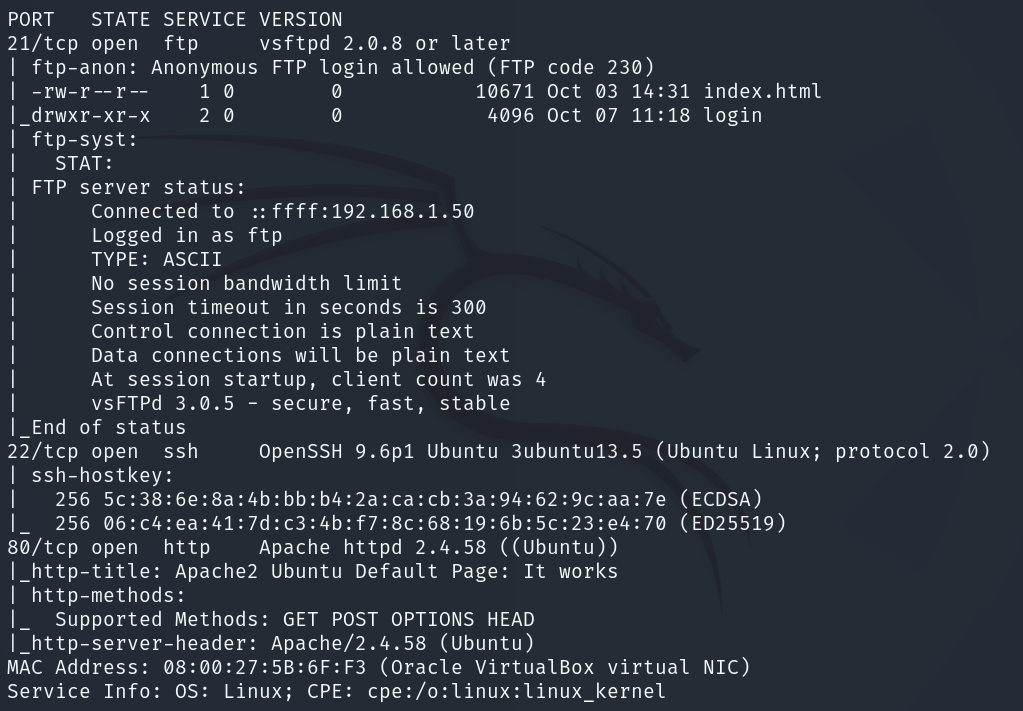 PORT   STATE SERVICE VERSION
21/tcp open  ftp     vsftpd 2.0.8 or later
| ftp-anon: Anonymous FTP login allowed (FTP code 230)
| -rw-r--r--    1 0        0           10671 Oct 03 14:31 index.html
|_drwxr-xr-x    2 0        0            4096 Oct 07 11:18 login
| ftp-syst:
|   STAT:
| FTP server status:
|      Connected to ::ffff:192.168.1.50
|      Logged in as ftp
|      TYPE: ASCII
|      No session bandwidth limit
|      Session timeout in seconds is 300
|      Control connection is plain text
|      Data connections will be plain text
|      At session startup, client count was 4
|      vsFTPd 3.0.5 - secure, fast, stable
|_End of status
22/tcp open  ssh     OpenSSH 9.6p1 Ubuntu 3ubuntu13.5 (Ubuntu Linux; protocol 2.0)
| ssh-hostkey:
|   256 5c:38:6e:8a:4b:bb:b4:2a:ca:cb:3a:94:62:9c:aa:7e (ECDSA)
|_  256 06:c4:ea:41:7d:c3:4b:f7:8c:68:19:6b:5c:23:e4:70 (ED25519)
80/tcp open  http    Apache httpd 2.4.58 ((Ubuntu))
|_http-title: Apache2 Ubuntu Default Page: It works
| http-methods:
|_  Supported Methods: GET POST OPTIONS HEAD
|_http-server-header: Apache/2.4.58 (Ubuntu)
MAC Address: 08:00:27:5B:6F:F3 (Oracle VirtualBox virtual NIC)
Service Info: OS: Linux; CPE: cpe:/o:linux:linux_kernel